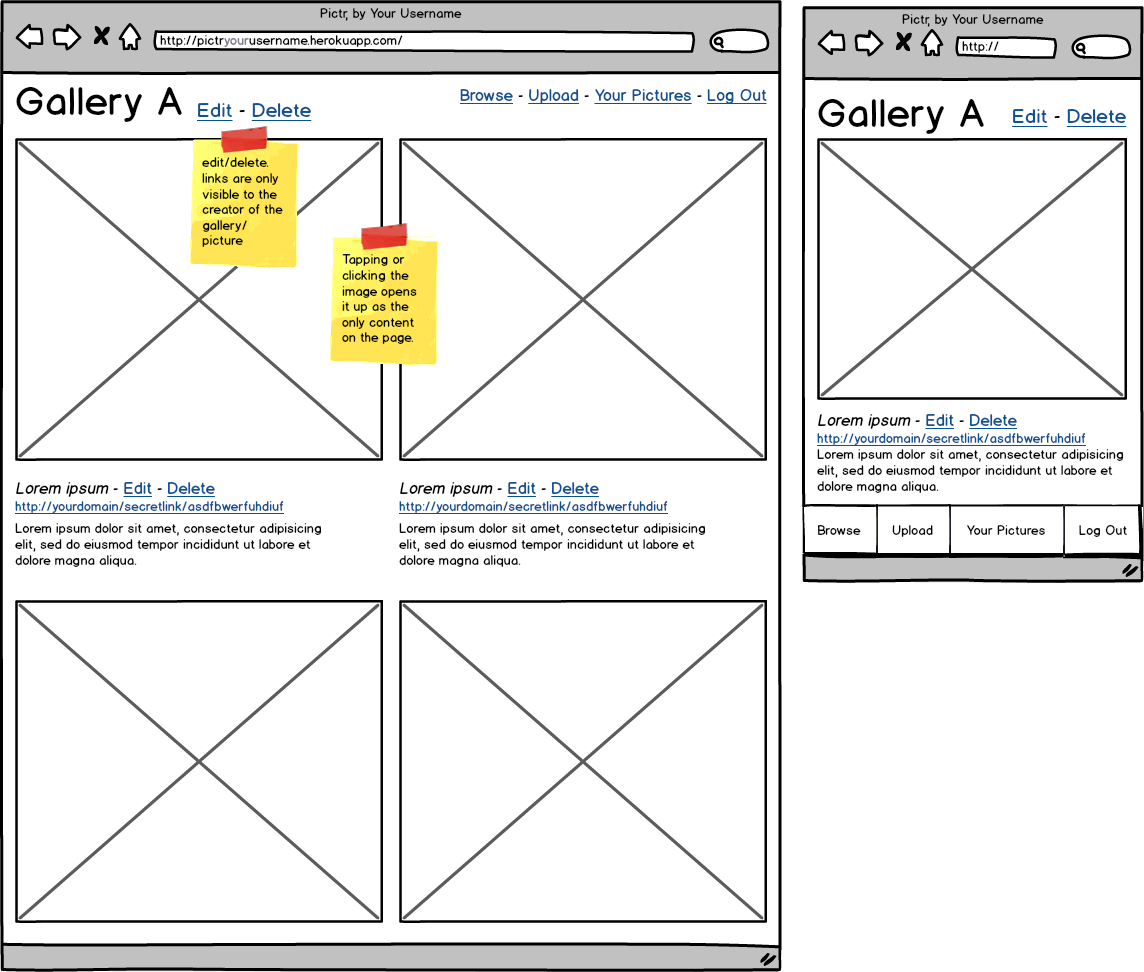 Pictr, by Your Username
http://pictryourusername.herokuapp.com/
Gallery A Edit - Delete
Browse - Upload - Your Pictures - Log Out
edit/delete.
links are only
visible to the
creator of the
gallery/
picture
Tapping or
clicking the
image opens
it up as the
only content
on the page.
Lorem ipsum - Edit - Delete
http://yourdomain/secretlink/asdfbwerfuhdiuf
Lorem ipsum dolor sit amet, consectetur adipisicing
elit, sed do eiusmod tempor incididunt ut labore et
dolore magna aliqua.
Lorem ipsum - Edit - Delete
http://yourdomain/secretlink/asdfbwerfuhdiuf
Lorem ipsum dolor sit amet, consectetur adipisicing
elit, sed do eiusmod tempor incididunt ut labore et
dolore magna aliqua.
Pictr, by Your Username
http://
Gallery A Edit - Delete
Lorem ipsum - Edit - Delete
http://yourdomain/secretlink/asdfbwerfuhdiuf
Lorem ipsum dolor sit amet, consectetur adipisicing
elit, sed do eiusmod tempor incididunt ut labore et
dolore magna aliqua.
Browse Upload Your Pictures Log Out